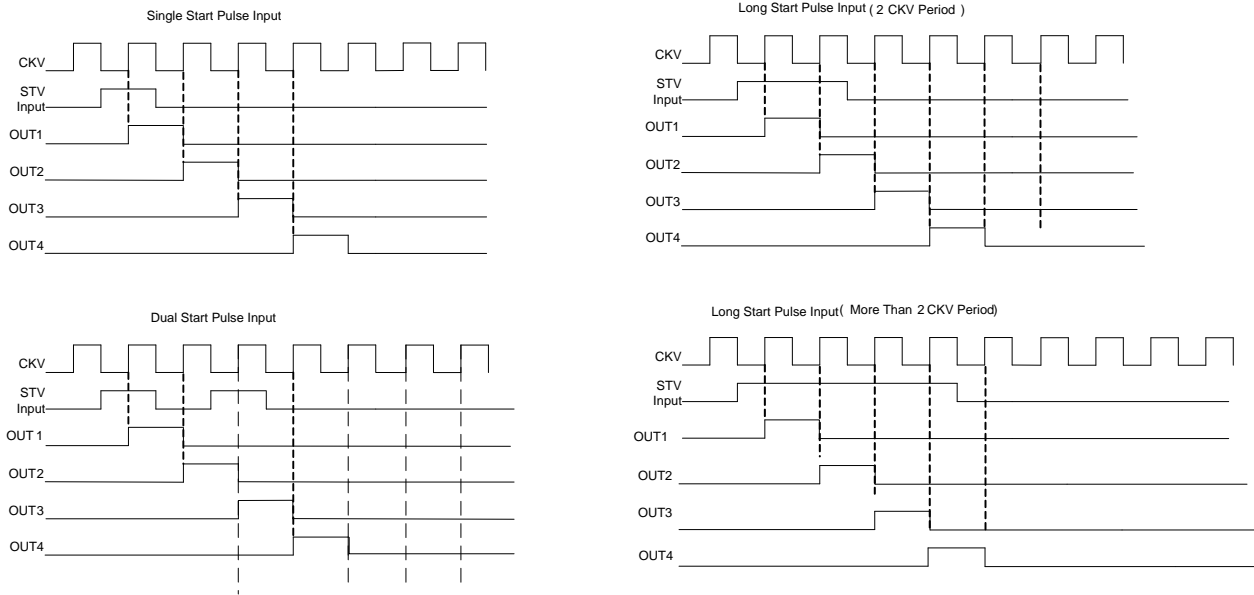 Single Start Pulse Input
CKV
STV
Input
OUT1
OUT2
OUT3
OUT4
Long Start Pulse Input ( 2 CKV Period )
CKV
STV
Input
OUT1
OUT2
OUT3
OUT4
Dual Start Pulse Input
CKV
STV
Input
OUT 1
OUT2
OUT3
OUT4
Long Start Pulse Input( More Than 2 CKV Period)
CKV
STV
Input
OUT1
OUT2
OUT3
OUT4